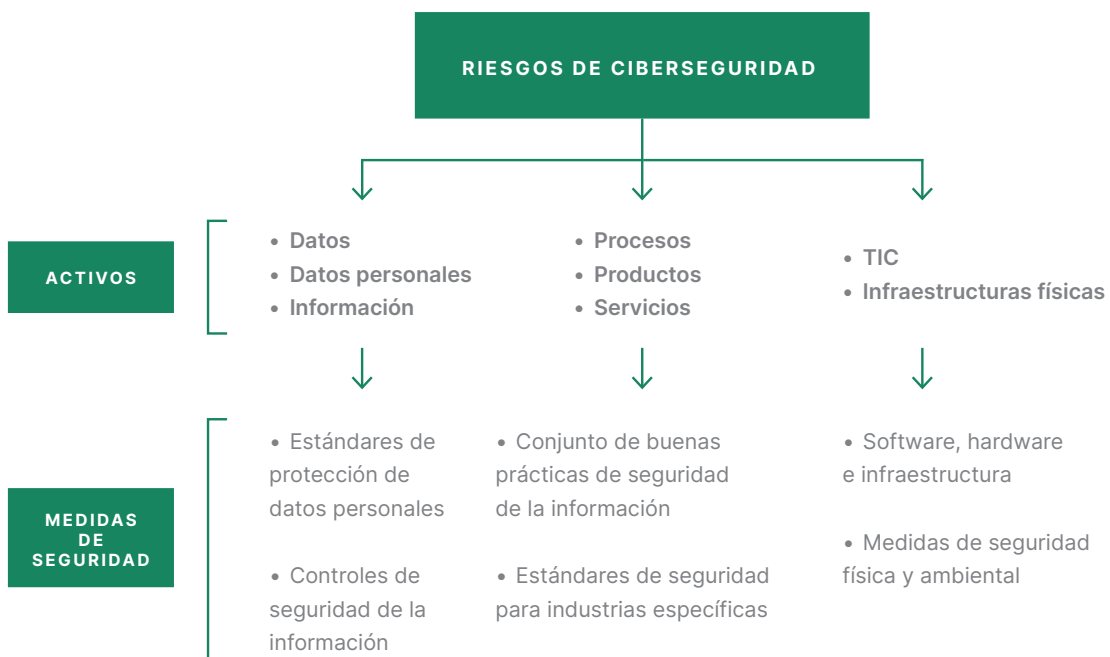 RIESGOS DE CIBERSEGURIDAD
ACTIVOS
• Datos
• Datos personales
• Información
• Procesos
• Productos
• Servicios
• TIC
• Infraestructuras físicas
MEDIDAS
DE
SEGURIDAD
• Estándares de
protección de
datos personales
• Controles de
seguridad de la
información
• Conjunto de buenas
prácticas de seguridad
de la información
• Estándares de seguridad
para industrias específicas
• Software, hardware
e infraestructura
• Medidas de seguridad
física y ambiental